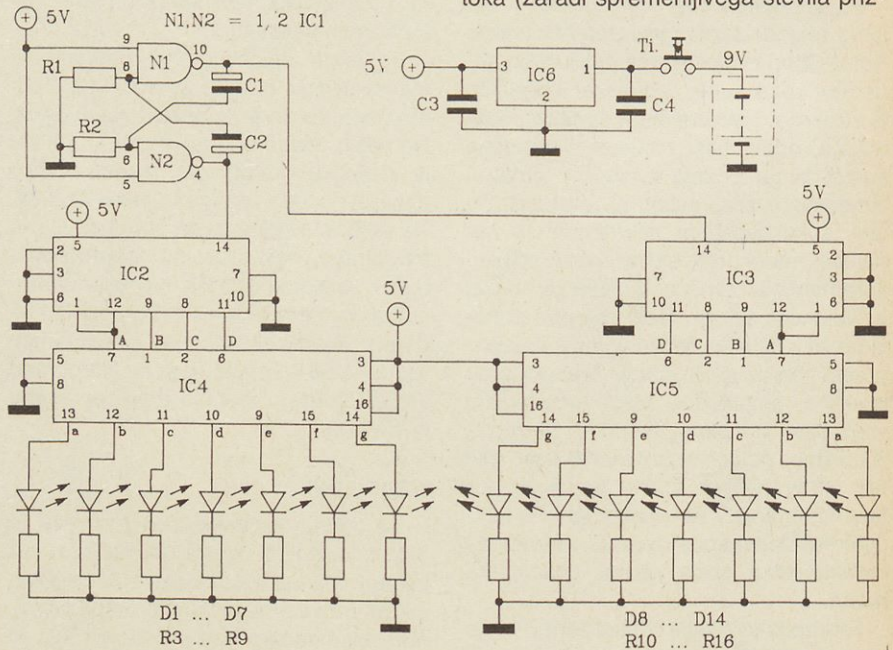 toka (zaradi spremenljivega števila priž
5V
N1,N2 = 1, 2 IC1
9
10
N1
R1
8
C1
R2
6
C2
N2
4
5
5V
3
IC6
1
2
C3
C4
Ti.
9V
5V
5
14
2
3
6
IC2
7
10
1
12
9
8
11
A
B
C
D
7
1
2
6
5
8
IC4
3
4
16
13
12
11
10
9
15
14
a
b
c
d
e
f
g
5V
5V
14
5
7
10
IC3
2
3
6
11
8
9
12
1
D
C
B
A
6
2
1
7
3
4
16
IC5
5
8
14
15
9
10
11
12
13
g
f
e
d
c
b
a
D1 ... D7
R3 ... R9
D8 ... D14
R10 ... R16